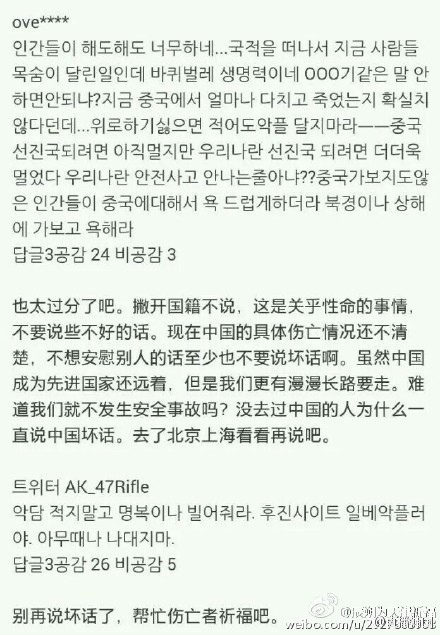 ove****
인간들이 해도해도 너무하네...국적을 떠나서 지금 사람들
목숨이 달린일인데 바퀴벌레 생명력이네 OOO기같은 말 안
하면안되냐?지금 중국에서 얼마나 다치고 죽었는지 확실치
않다던데...위로하기싫으면 적어도악플 달지마라——중국
선진국되려면 아직멀지만 우리나란 선진국 되려면 더더욱
멀었다 우리나란 안전사고 안나는줄아냐??중국가보지도않
은 인간들이 중국에대해서 욕 드럽게하더라 북경이나 상해
에 가보고 욕해라
답글3공감 24 비공감 3
也太过分了吧。撇开国籍不说，这是关乎性命的事情，
不要说些不好的话。现在中国的具体伤亡情况还不清
楚，不想安慰别人的话至少也不要说坏话啊。虽然中国
成为先进国家还远着，但是我们更有漫漫长路要走。难
道我们就不发生安全事故吗？没去过中国的人为什么一
直说中国坏话。去了北京上海看看再说吧。
트위터 AK_47Rifle
악담 적지말고 명복이나 빌어줘라. 후진사이트 일베악플러
야. 아무때나 나대지마.
답글3공감 26 비공감 5
别再说坏话了，帮忙伤亡者祈福吧。
weibo.com/u/